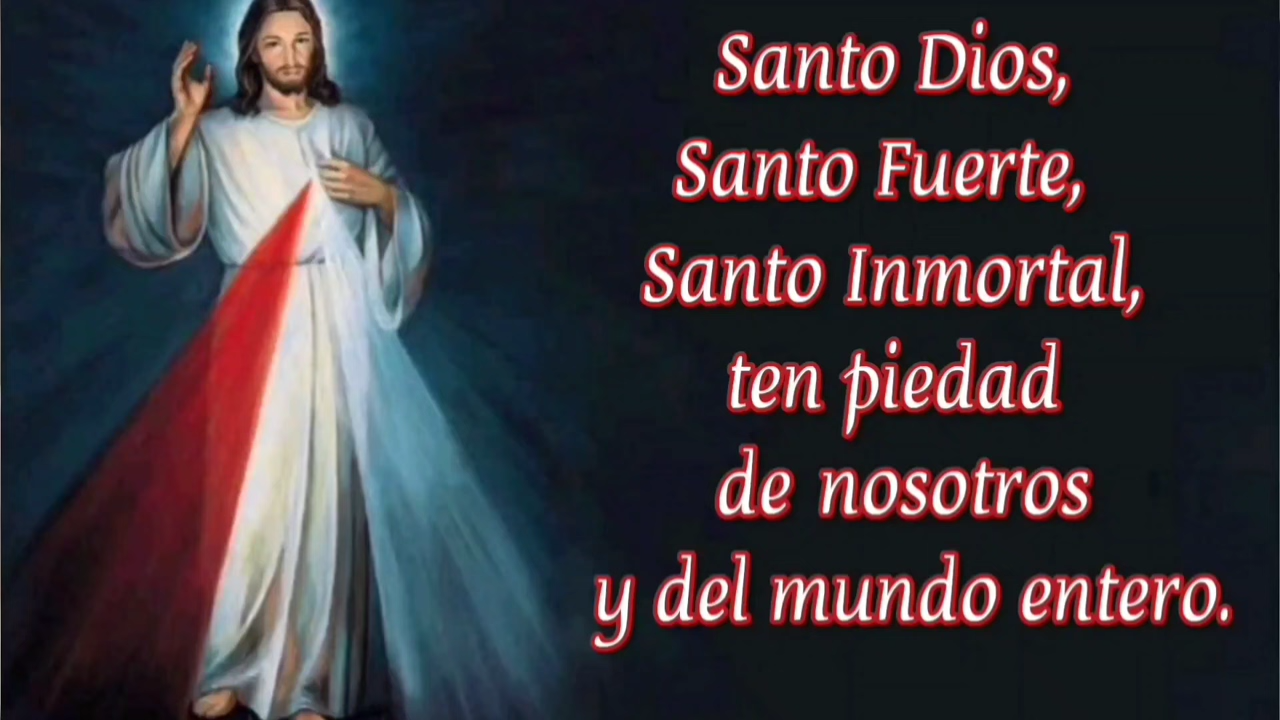 Santo Dios,
Santo Fuerte,
Santo Inmortal,
ten piedad
de nosotros
y del mundo entero.